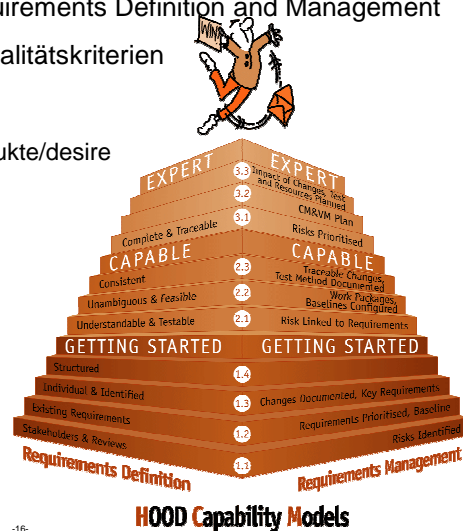 uirements Definition and Management
alitätskriterien
WIN
ukte/desire
EXPERT
EXPERT
3.3
Impact of Changes, Test
and Resources Planned
3.2
CM&VM Plan
3.1
Complete & Traceable
Risks Prioritised
CAPABLE
CAPABLE
2.3
Consistent
Traceable Changes,
Test Method Documented
2.2
Unambiguous & Feasible
Work Packages,
Baselines Configured
2.1
Understandable & Testable
Risk Linked to Requirements
GETTING STARTED
GETTING STARTED
Structured
1.4
Individual & Identified
1.3
Changes Documented, Key Requirements
Existing Requirements
1.2
Requirements Prioritised, Baseline
Stakeholders & Reviews
Risks Identified
1.1
Requirements Definition
Requirements Management
HOOD Capability Models
-16-